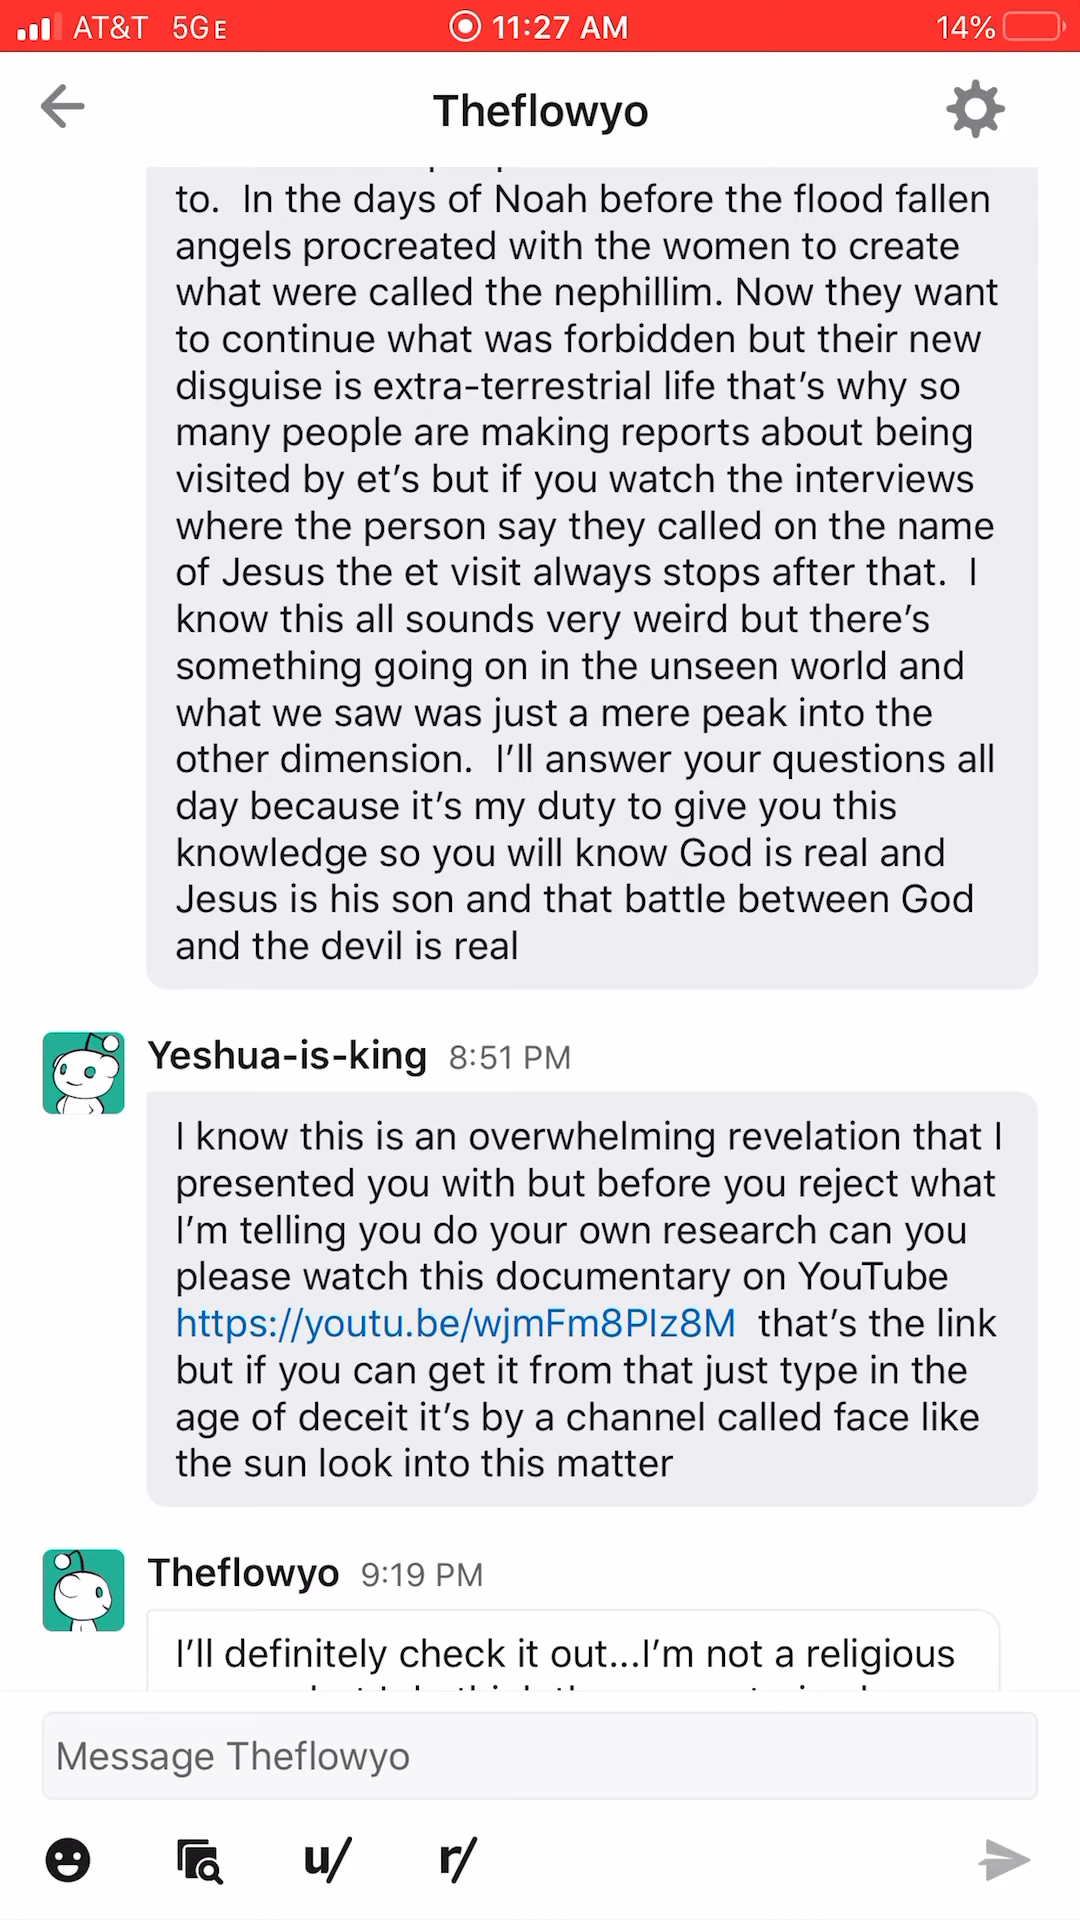 AT&T 5GE 11:27 AM 14%
Theflowyo
to.  In the days of Noah before the flood fallen
angels procreated with the women to create
what were called the nephillim. Now they want
to continue what was forbidden but their new
disguise is extra-terrestrial life that’s why so
many people are making reports about being
visited by et’s but if you watch the interviews
where the person say they called on the name
of Jesus the et visit always stops after that.  I
know this all sounds very weird but there’s
something going on in the unseen world and
what we saw was just a mere peak into the
other dimension.  I’ll answer your questions all
day because it’s my duty to give you this
knowledge so you will know God is real and
Jesus is his son and that battle between God
and the devil is real
Yeshua-is-king 8:51 PM
I know this is an overwhelming revelation that I
presented you with but before you reject what
I’m telling you do your own research can you
please watch this documentary on YouTube
https://youtu.be/wjmFm8PIz8M  that’s the link
but if you can get it from that just type in the
age of deceit it’s by a channel called face like
the sun look into this matter
Theflowyo 9:19 PM
I’ll definitely check it out...I’m not a religious
Message Theflowyo
u/ r/